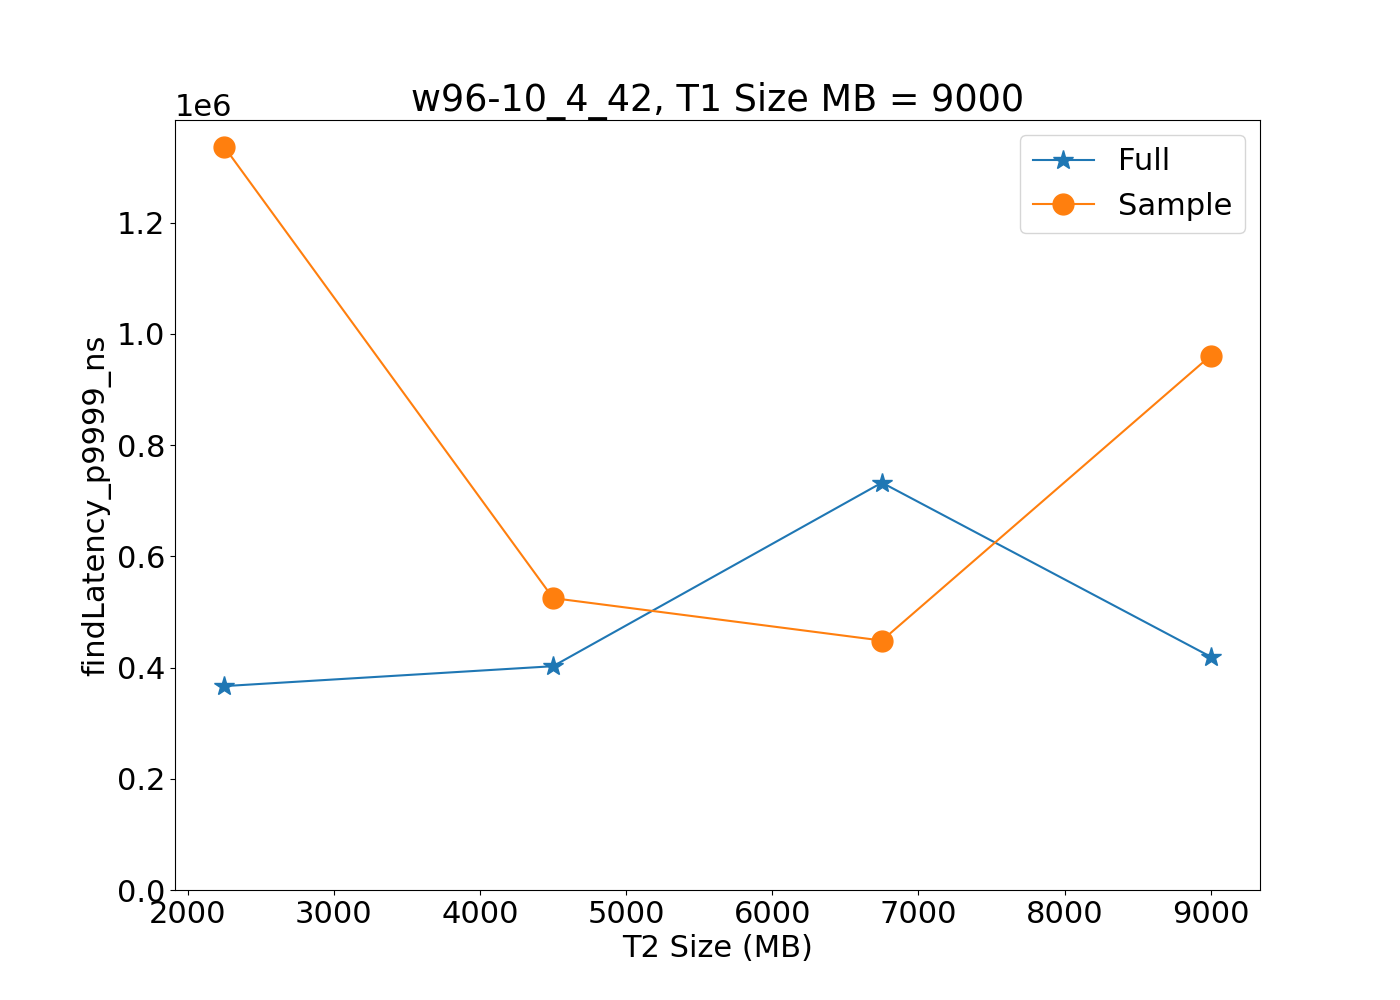 w96-10_4_42, T1 Size MB = 9000
1e6
Full
Sample
1.2
1.0
0.8
0.6
0.4
0.2
0.0
findLatency_p9999_ns
2000 3000 4000 5000 6000 7000 8000 9000
T2 Size (MB)